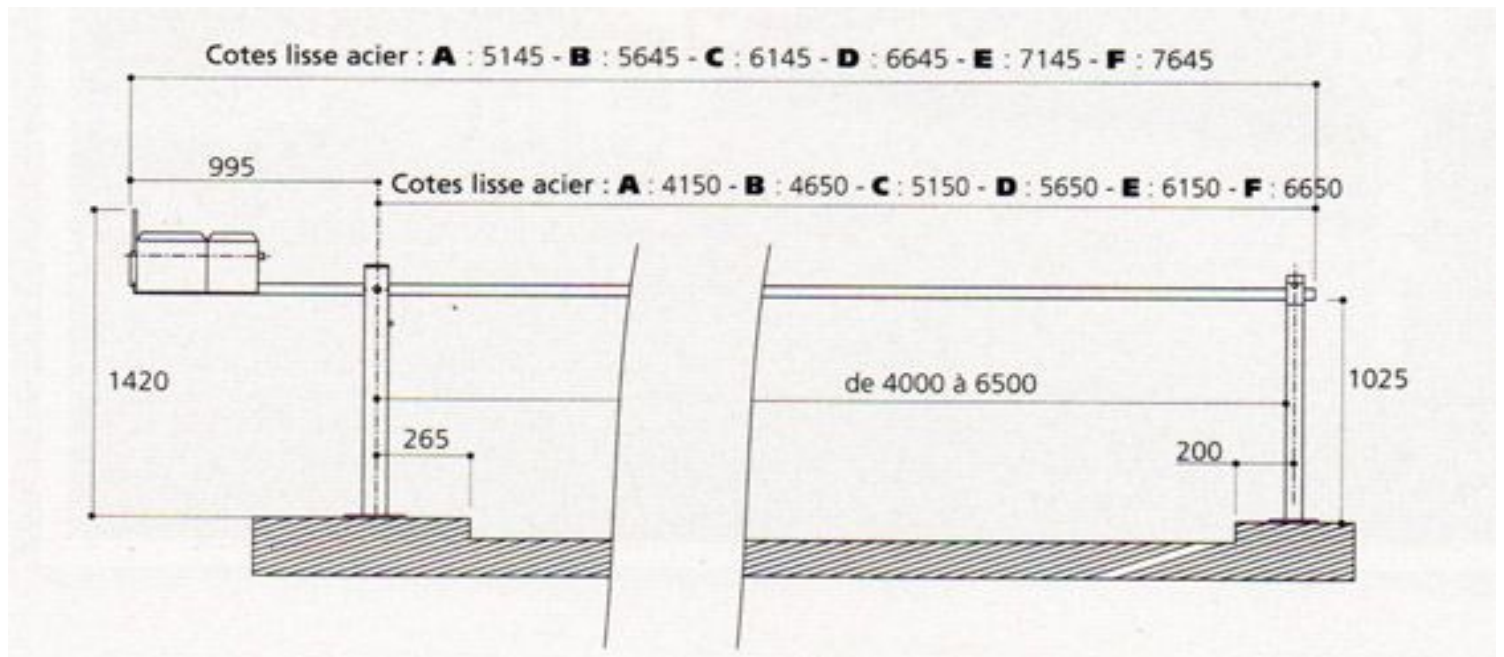 Cotes lisse acier : A : 5145 - B : 5645 - C : 6145 - D : 6645 - E : 7145 - F : 7645
995
Cotes lisse acier : A : 4150 - B : 4650 - C : 5150 - D : 5650 - E : 6150 - F : 6650
1420
de 4000 à 6500
1025
265
200